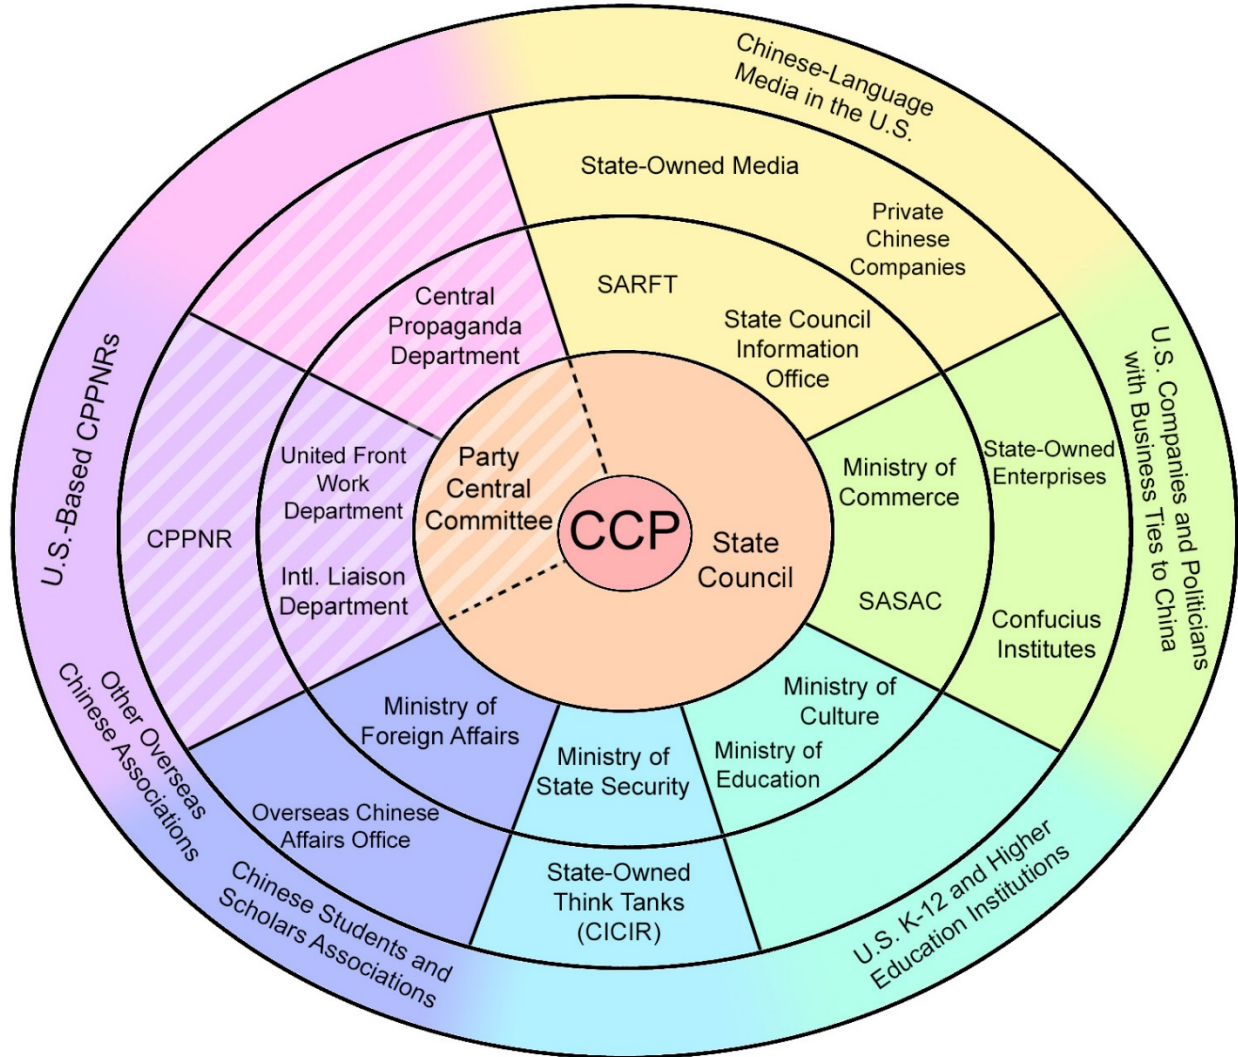 Chinese-Language
Media in the U.S.
State-Owned Media
Private
Chinese
Companies
SARFT
State Council
Information
Office
Central
Propaganda
Department
U.S.-Based CPPNRs
CPPNR
United Front
Work
Department
Intl. Liaison
Department
Party
Central
Committee
CCP
State
Council
Ministry of
Commerce
SASAC
State-Owned
Enterprises
Confucius
Institutes
U.S. Companies and Politicians
with Business Ties to China
Ministry of
Culture
Ministry of
Education
Ministry of
State Security
Ministry of
Foreign Affairs
Overseas Chinese
Affairs Office
State-Owned
Think Tanks
(CICIR)
Other Overseas
Chinese Associations
Chinese Students and
Scholars Associations
U.S. K-12 and Higher
Education Institutions